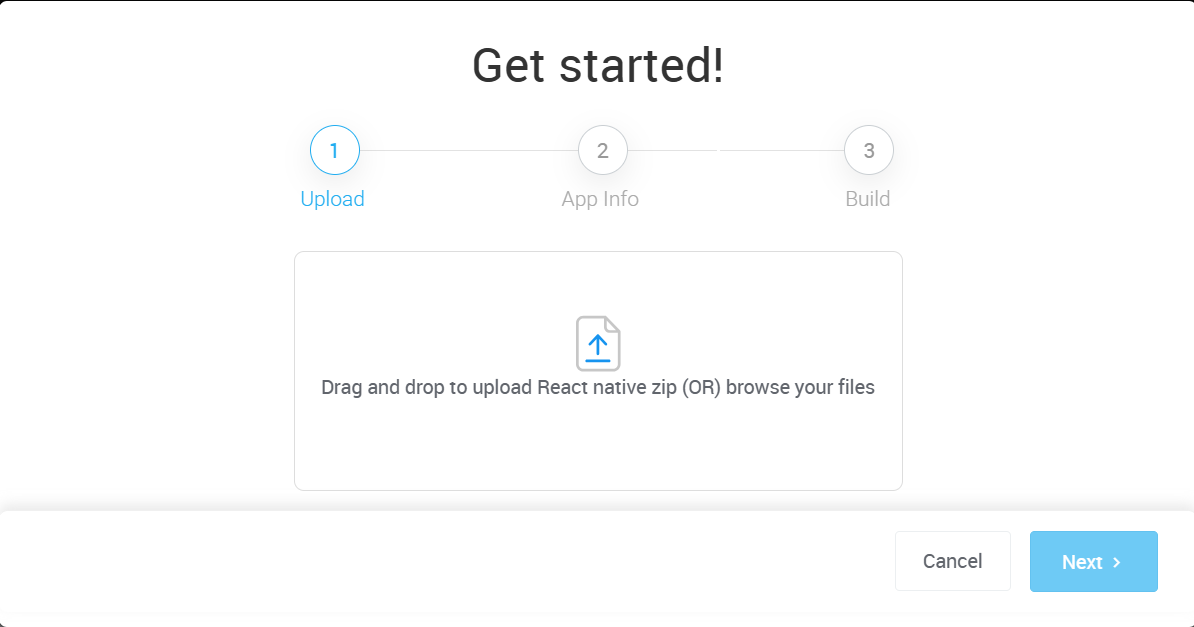 Get started!
1
2
3
Upload
App Info
Build
Drag and drop to upload React native zip (OR) browse your files
Cancel
Next